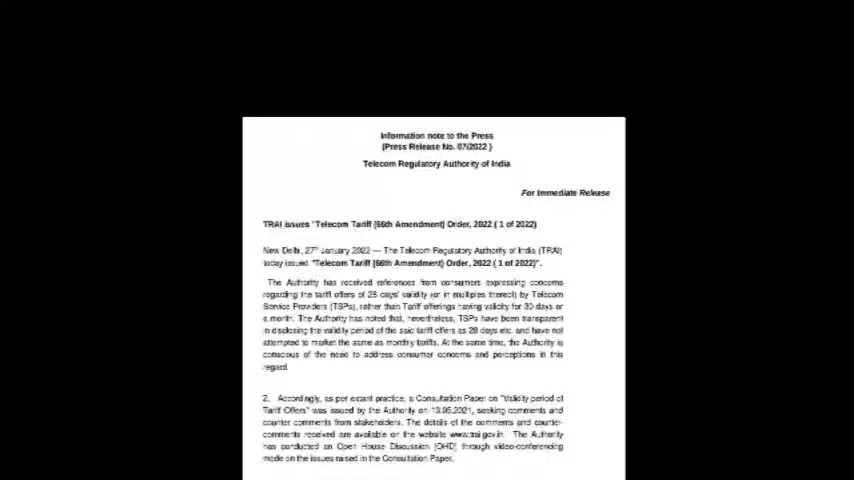 Information note to the Press
(Press Release No. 07/2022 )
Telecom Regulatory Authority of India
For Immediate Release
TRAI issues "Telecom Tariff (66th Amendment) Order, 2022 ( 1 of 2022)
New Delhi, 27th January 2022 — The Telecom Regulatory Authority of India (TRAI)
today issued "Telecom Tariff (66th Amendment) Order, 2022 ( 1 of 2022)".
The Authority has received references from consumers expressing concerns
regarding the tariff offers of 28 days' validity (or in multiples thereof) by Telecom
Service Providers (TSPs), rather than Tariff offerings having validity for 30 days or
a month. The Authority has noted that, nevertheless, TSPs have been transparent
in disclosing the validity period of the said tariff offers as 28 days etc. and have not
attempted to market the same as monthly tariffs. At the same time, the Authority is
conscious of the need to address consumer concerns and perceptions in this
regard.
2. Accordingly, as per extant practice, a Consultation Paper on "Validity period of
Tariff Offers" was issued by the Authority on 13.05.2021, seeking comments and
counter comments from stakeholders. The details of the comments and counter-
comments received are available on the website www.trai.gov.in. The Authority
has conducted an Open House Discussion (OHD) through video-conferencing
mode on the issues raised in the Consultation Paper.